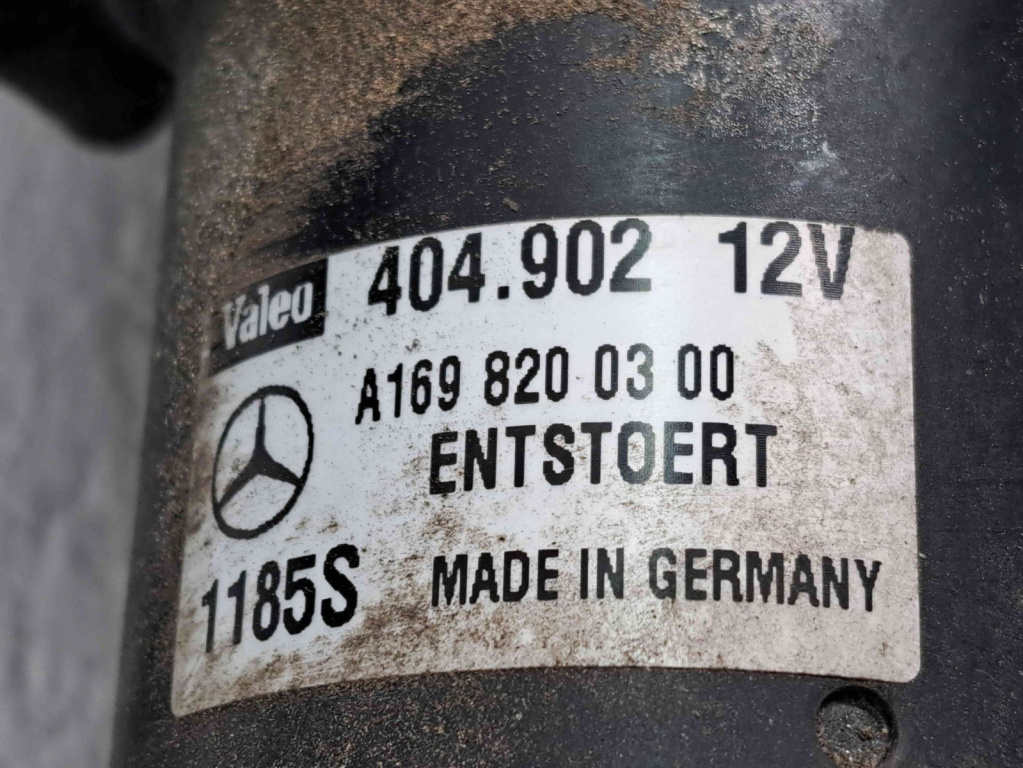 Valeo 404.902 12V
A169 820 03 00
ENTSTOERT
1185S MADE IN GERMANY